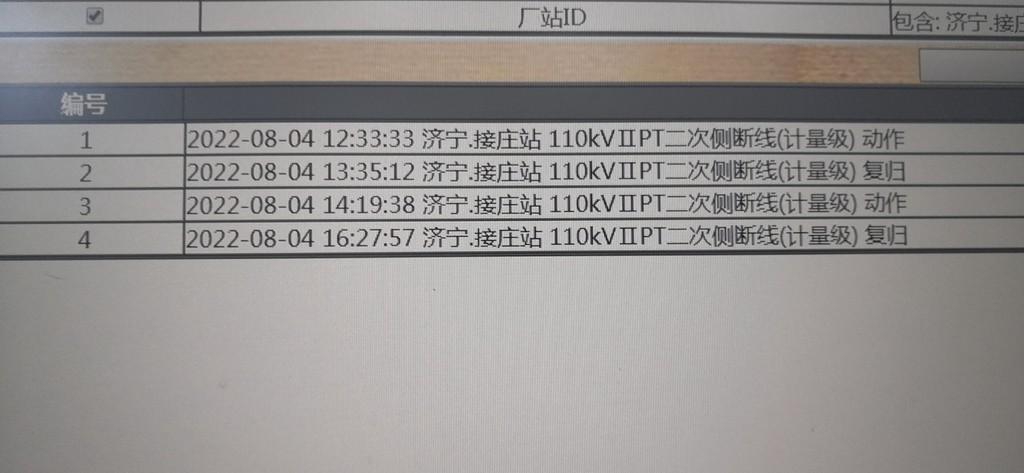 厂站ID
包含: 济宁.接庄
编号
1 2022-08-04 12:33:33 济宁.接庄站 110kVⅡPT二次侧断线(计量级) 动作
2 2022-08-04 13:35:12 济宁.接庄站 110kVⅡPT二次侧断线(计量级) 复归
3 2022-08-04 14:19:38 济宁.接庄站 110kVⅡPT二次侧断线(计量级) 动作
4 2022-08-04 16:27:57 济宁.接庄站 110kVⅡPT二次侧断线(计量级) 复归